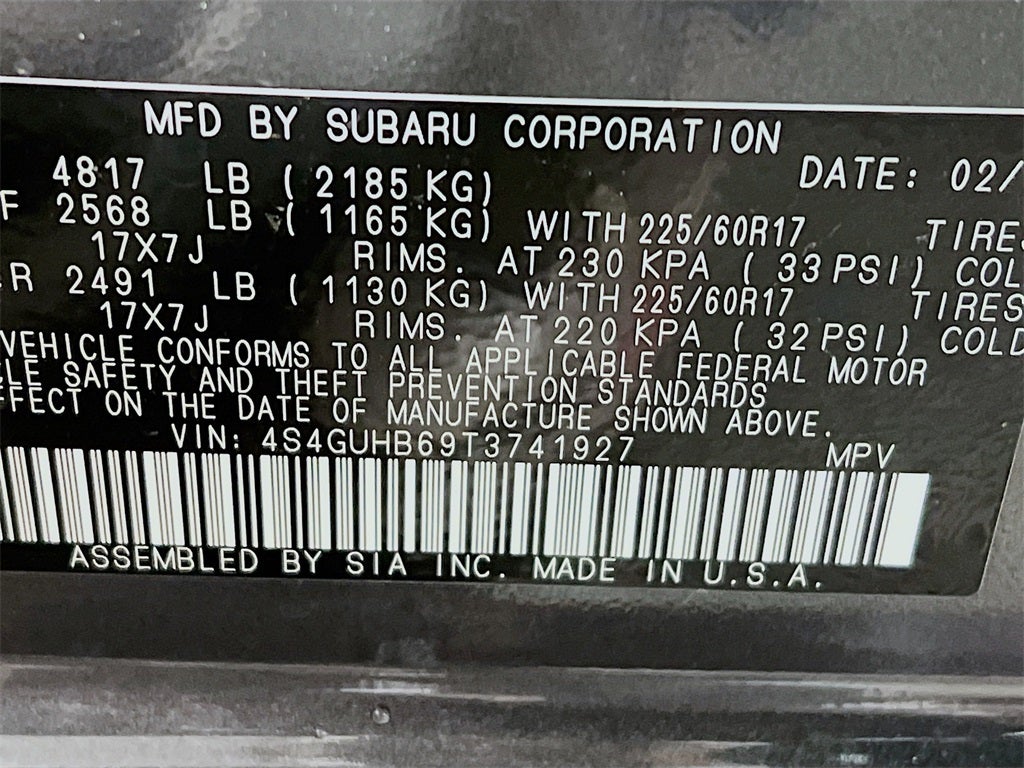 MFD BY SUBARU CORPORATION
DATE: 02/
4817 LB ( 2185 KG)
F 2568 LB ( 1165 KG) WITH 225/60R17 TIRES
17X7J RIMS. AT 230 KPA ( 33 PSI) COL
R 2491 LB ( 1130 KG) WITH 225/60R17 TIRES
17X7J RIMS. AT 220 KPA ( 32 PSI) COLD
VEHICLE CONFORMS TO ALL APPLICABLE FEDERAL MOTOR
CLE SAFETY AND THEFT PREVENTION STANDARDS
FFECT ON THE DATE OF MANUFACTURE SHOWN ABOVE.
VIN: 4S4GUHB69T3741927 MPV
ASSEMBLED BY SIA INC. MADE IN U.S.A.